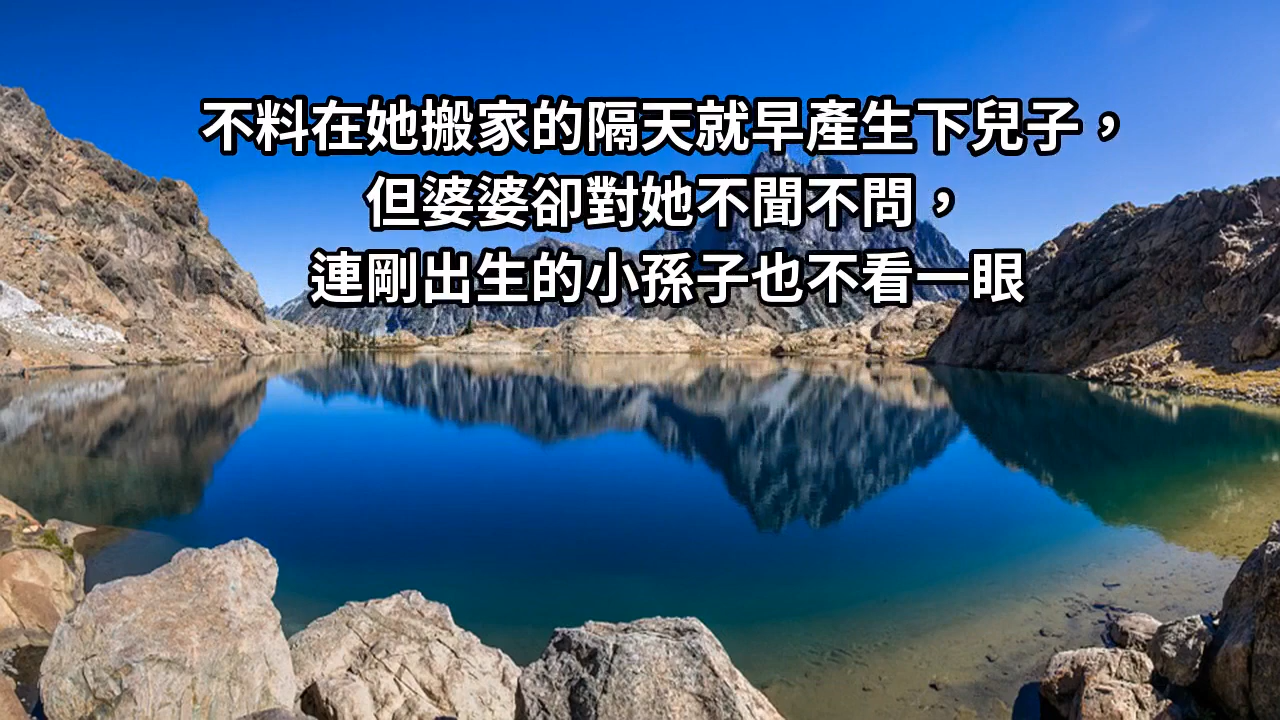 不料在她搬家的隔天就早產生下兒子，
但婆婆卻對她不聞不問，
連剛出生的小孫子也不看一眼